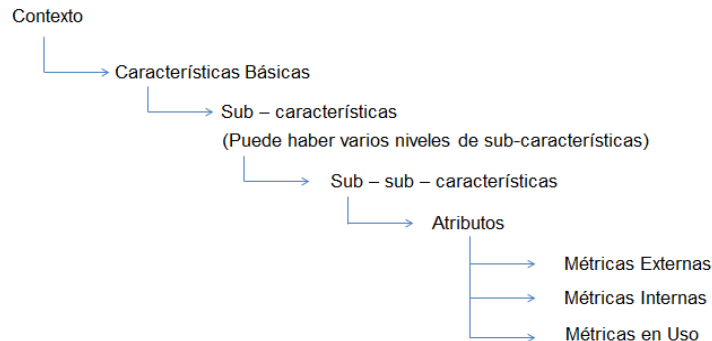 Contexto
Características Básicas
Sub – características
(Puede haber varios niveles de sub-características)
Sub – sub – características
Atributos
Métricas Externas
Métricas Internas
Métricas en Uso